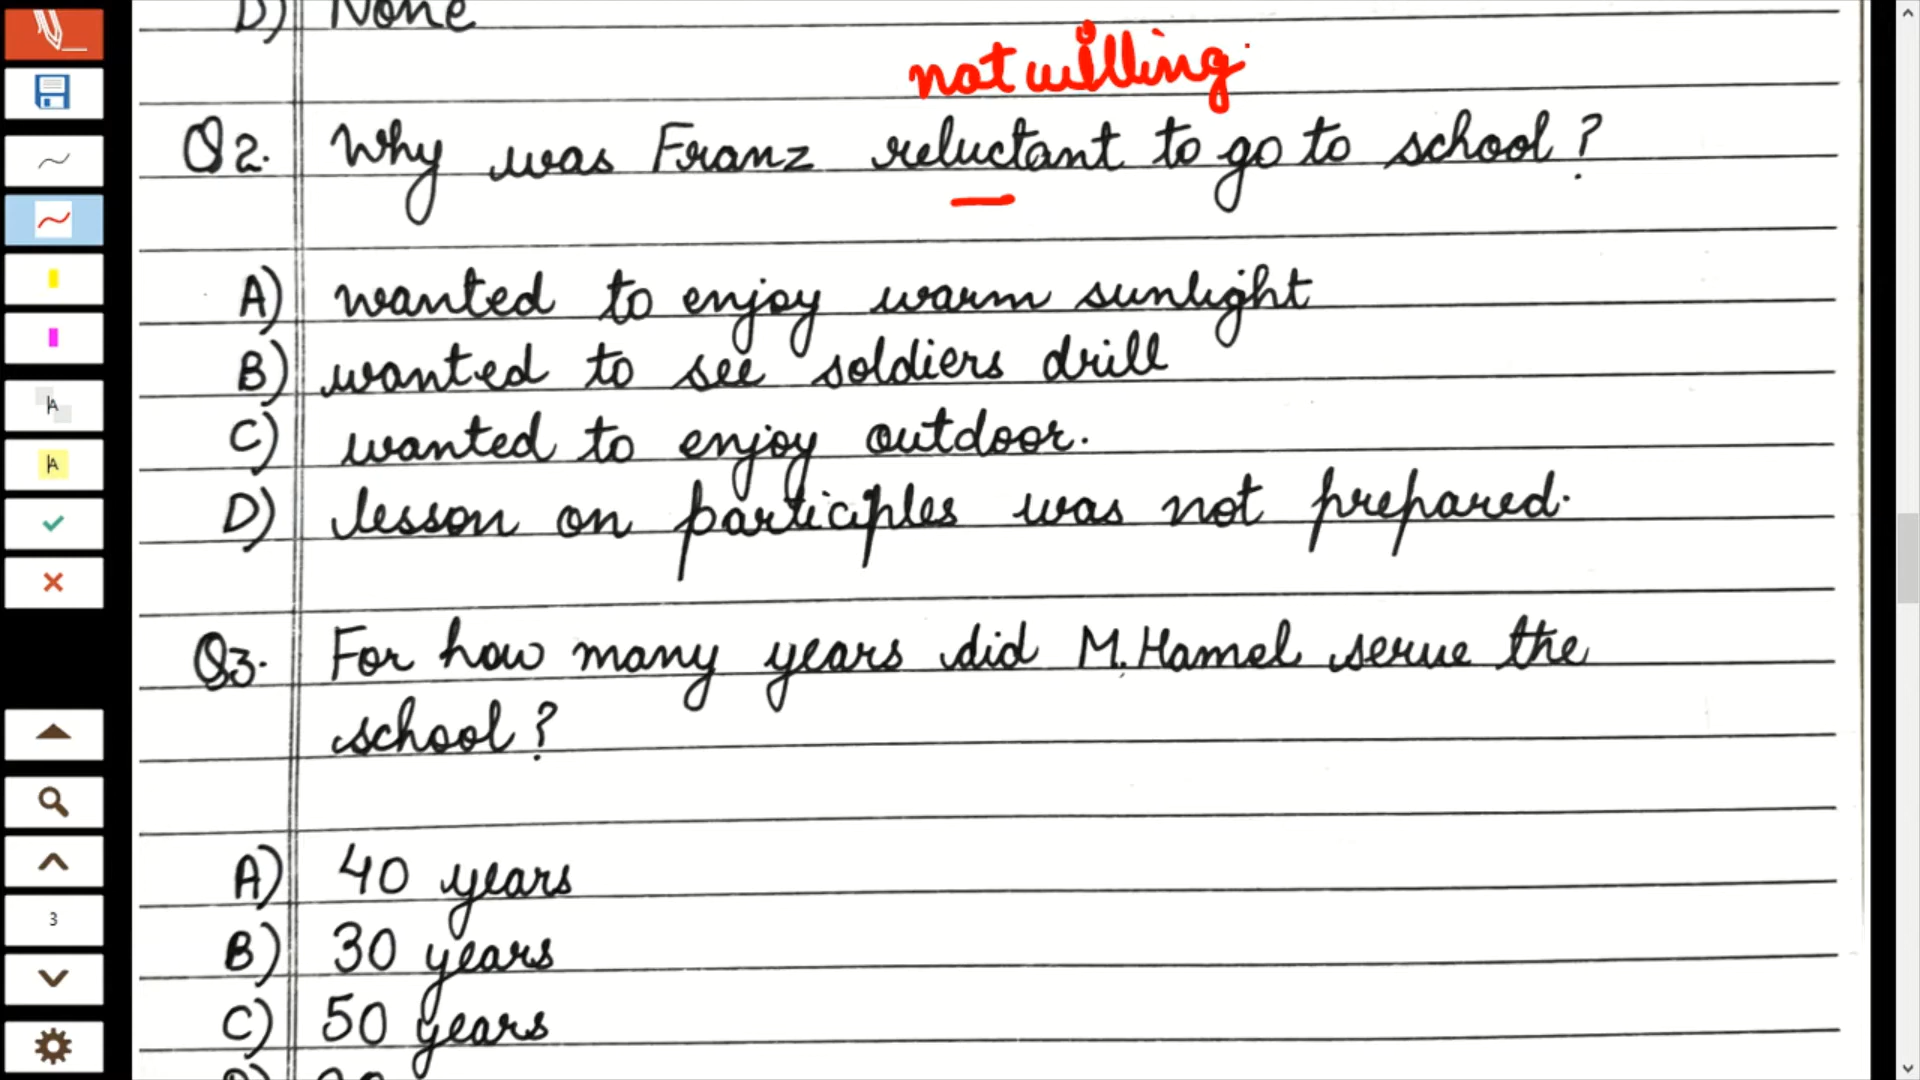 D) None
not willing
Q2. Why was Franz reluctant to go to school?
A) wanted to enjoy warm sunlight
B) wanted to see soldiers drill
C) wanted to enjoy outdoor.
D) lesson on participles was not prepared.
Q3. For how many years did M. Hamel serve the
school?
A) 40 years
B) 30 years
C) 50 years
3